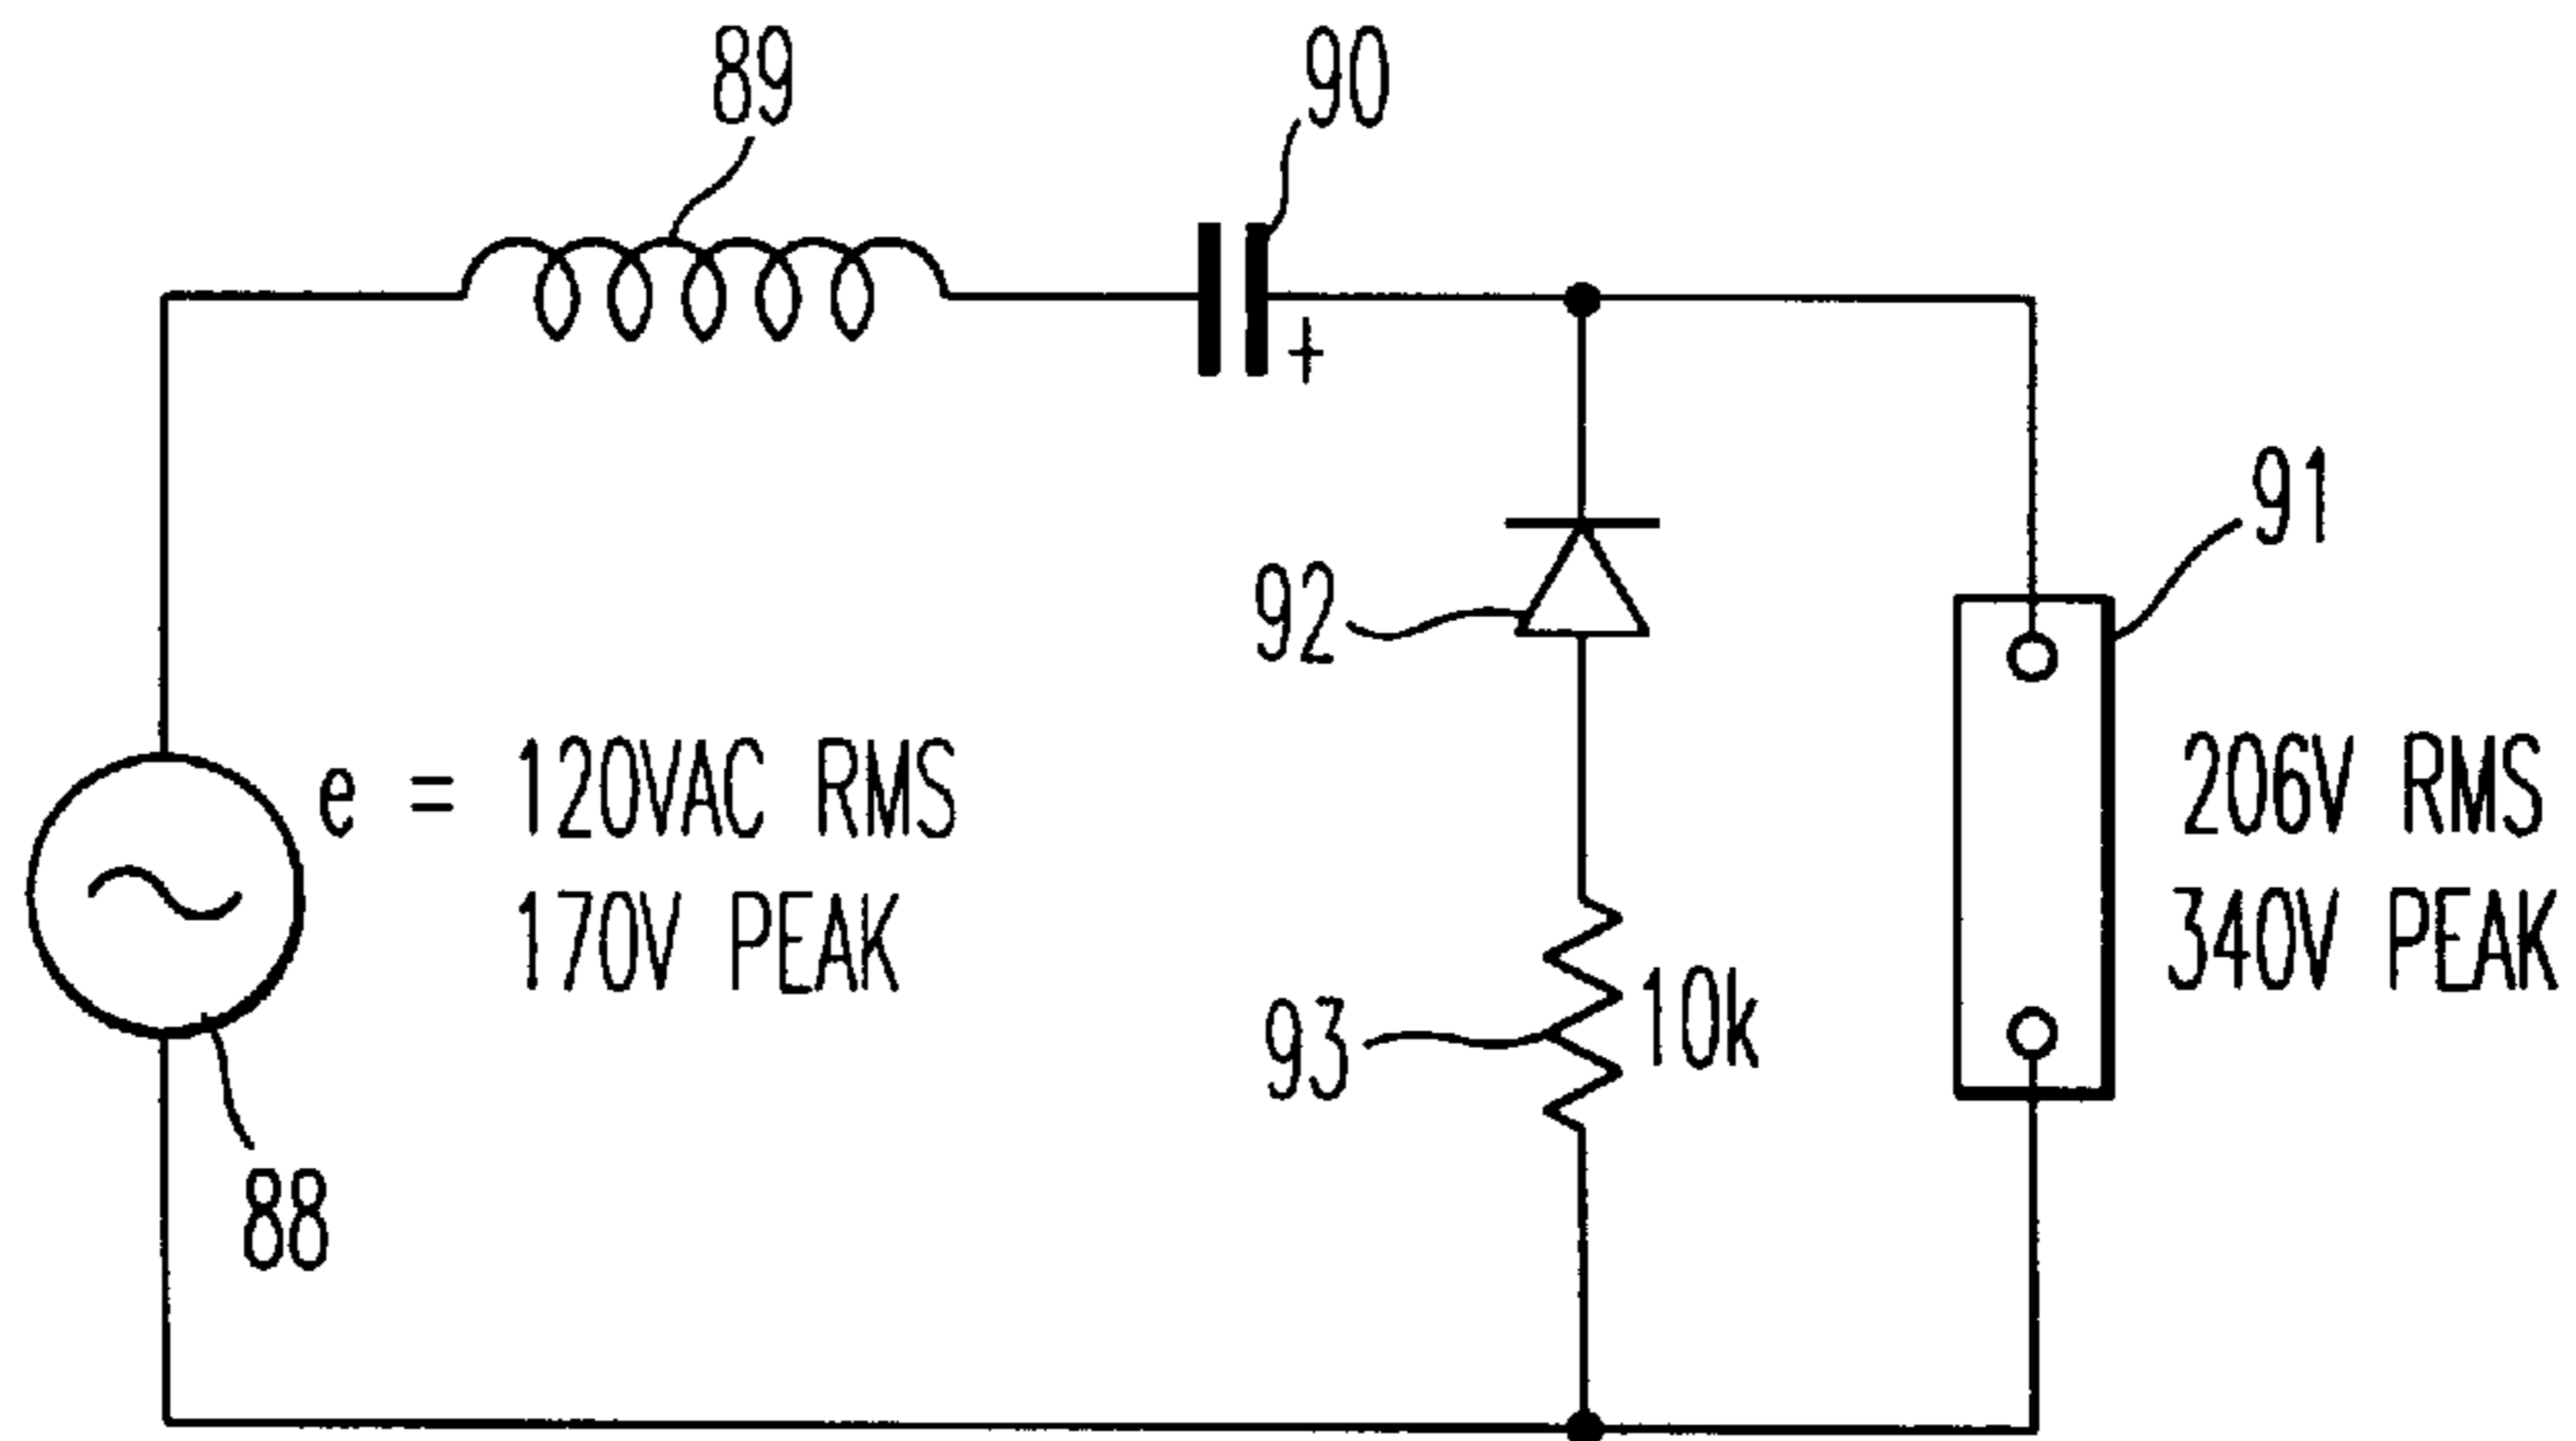 89
90
+
91
92
e = 120VAC RMS
170V PEAK
206V RMS
340V PEAK
93
10k
88